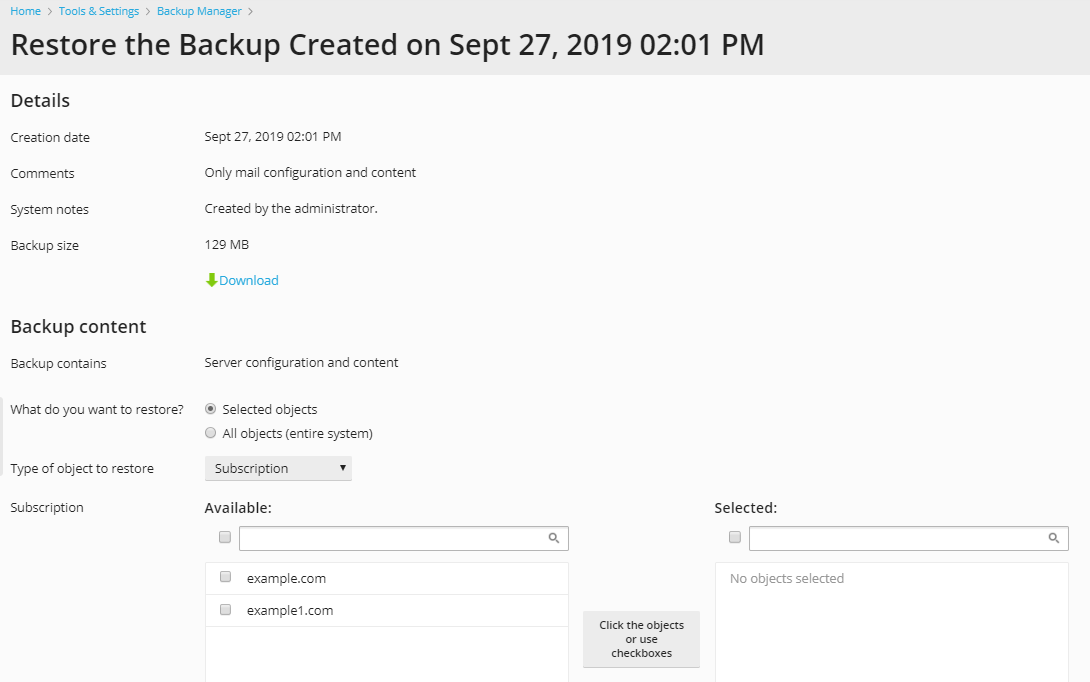 Home > Tools & Settings > Backup Manager >
Restore the Backup Created on Sept 27, 2019 02:01 PM
Details
Creation date Sept 27, 2019 02:01 PM
Comments Only mail configuration and content
System notes Created by the administrator.
Backup size 129 MB
Download
Backup content
Backup contains Server configuration and content
What do you want to restore? Selected objects
All objects (entire system)
Type of object to restore Subscription
Subscription Available: Selected:
example.com No objects selected
example1.com
Click the objects
or use
checkboxes